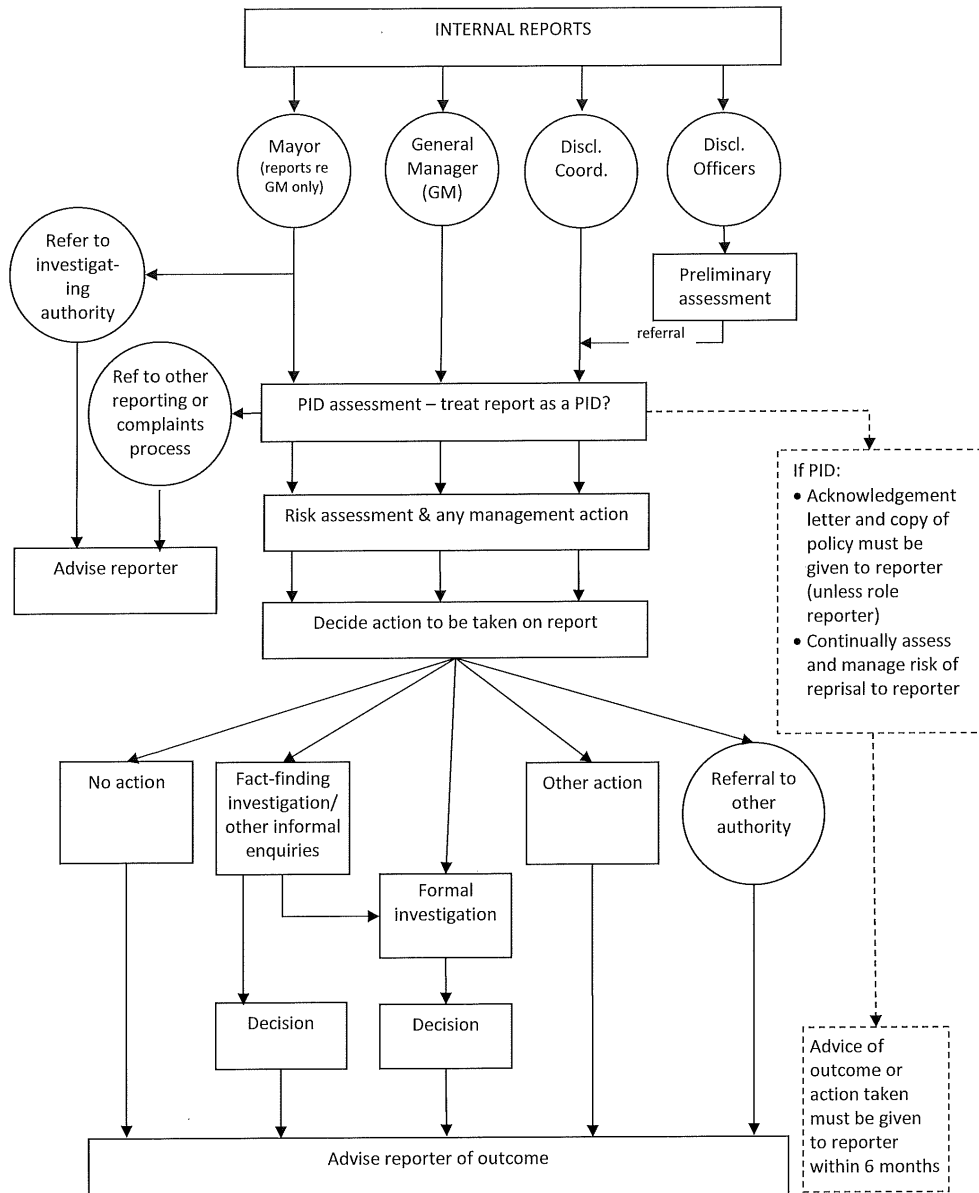 INTERNAL REPORTS
Mayor
(reports re
GM only)
General
Manager
(GM)
Discl.
Coord.
Discl.
Officers
Refer to
investigat-
ing
authority
Preliminary
assessment
referral
Ref to other
reporting or
complaints
process
PID assessment – treat report as a PID?
If PID:
• Acknowledgement
letter and copy of
policy must be
given to reporter
(unless role
reporter)
• Continually assess
and manage risk of
reprisal to reporter
Risk assessment & any management action
Advise reporter
Decide action to be taken on report
No action
Fact-finding
investigation/
other informal
enquiries
Other action
Referral to
other
authority
Formal
investigation
Decision
Decision
Advice of
outcome or
action taken
must be given
to reporter
within 6 months
Advise reporter of outcome